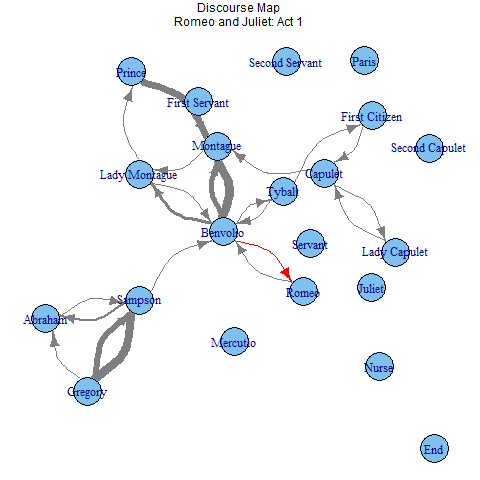 Discourse Map
Romeo and Juliet: Act 1
Second Servant
Paris
Prince
First Servant
First Citizen
Montague
Second Capulet
Lady Montague
Capulet
Tybalt
Benvolio
Servant
Lady Capulet
Sampson
Romeo
Juliet
Abraham
Mercutio
Nurse
Gregory
End